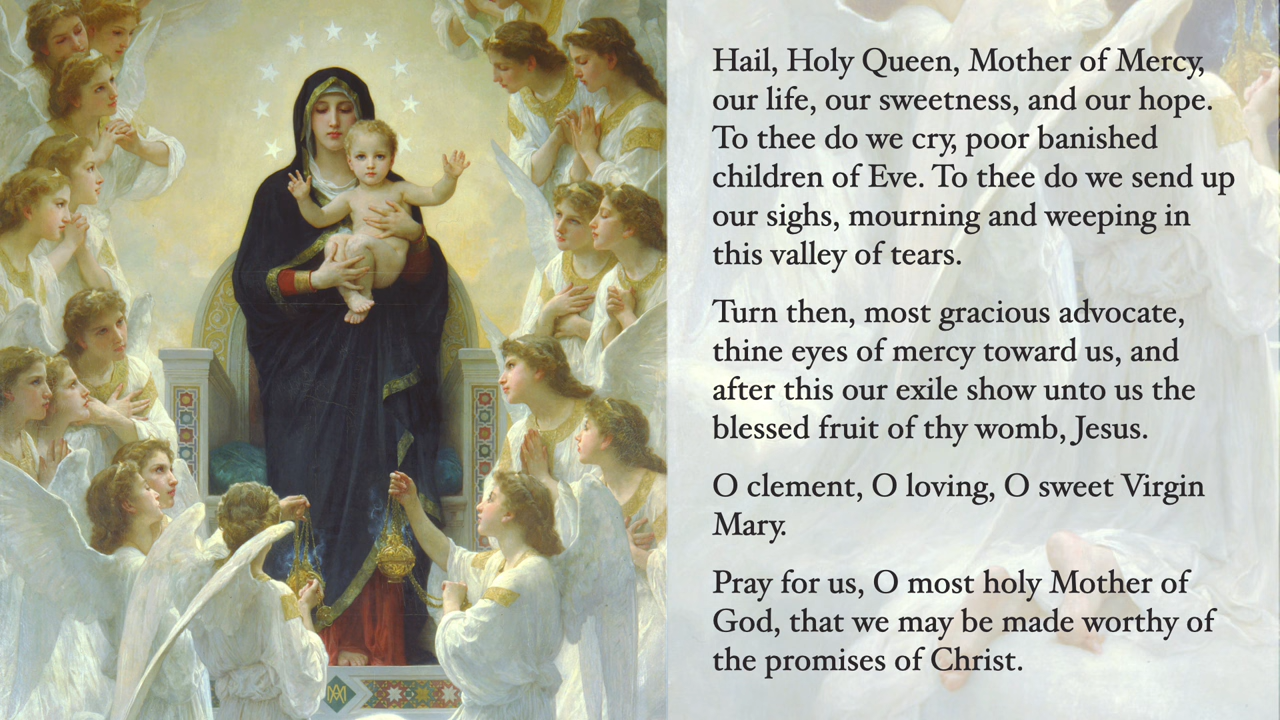 Hail, Holy Queen, Mother of Mercy,
our life, our sweetness, and our hope.
To thee do we cry, poor banished
children of Eve. To thee do we send up
our sighs, mourning and weeping in
this valley of tears.
Turn then, most gracious advocate,
thine eyes of mercy toward us, and
after this our exile show unto us the
blessed fruit of thy womb, Jesus.
O clement, O loving, O sweet Virgin
Mary.
Pray for us, O most holy Mother of
God, that we may be made worthy of
the promises of Christ.